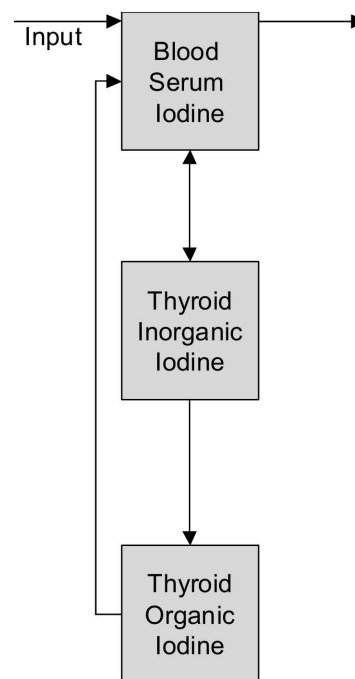 Input
Blood
Serum
Iodine
Thyroid
Inorganic
Iodine
Thyroid
Organic
Iodine